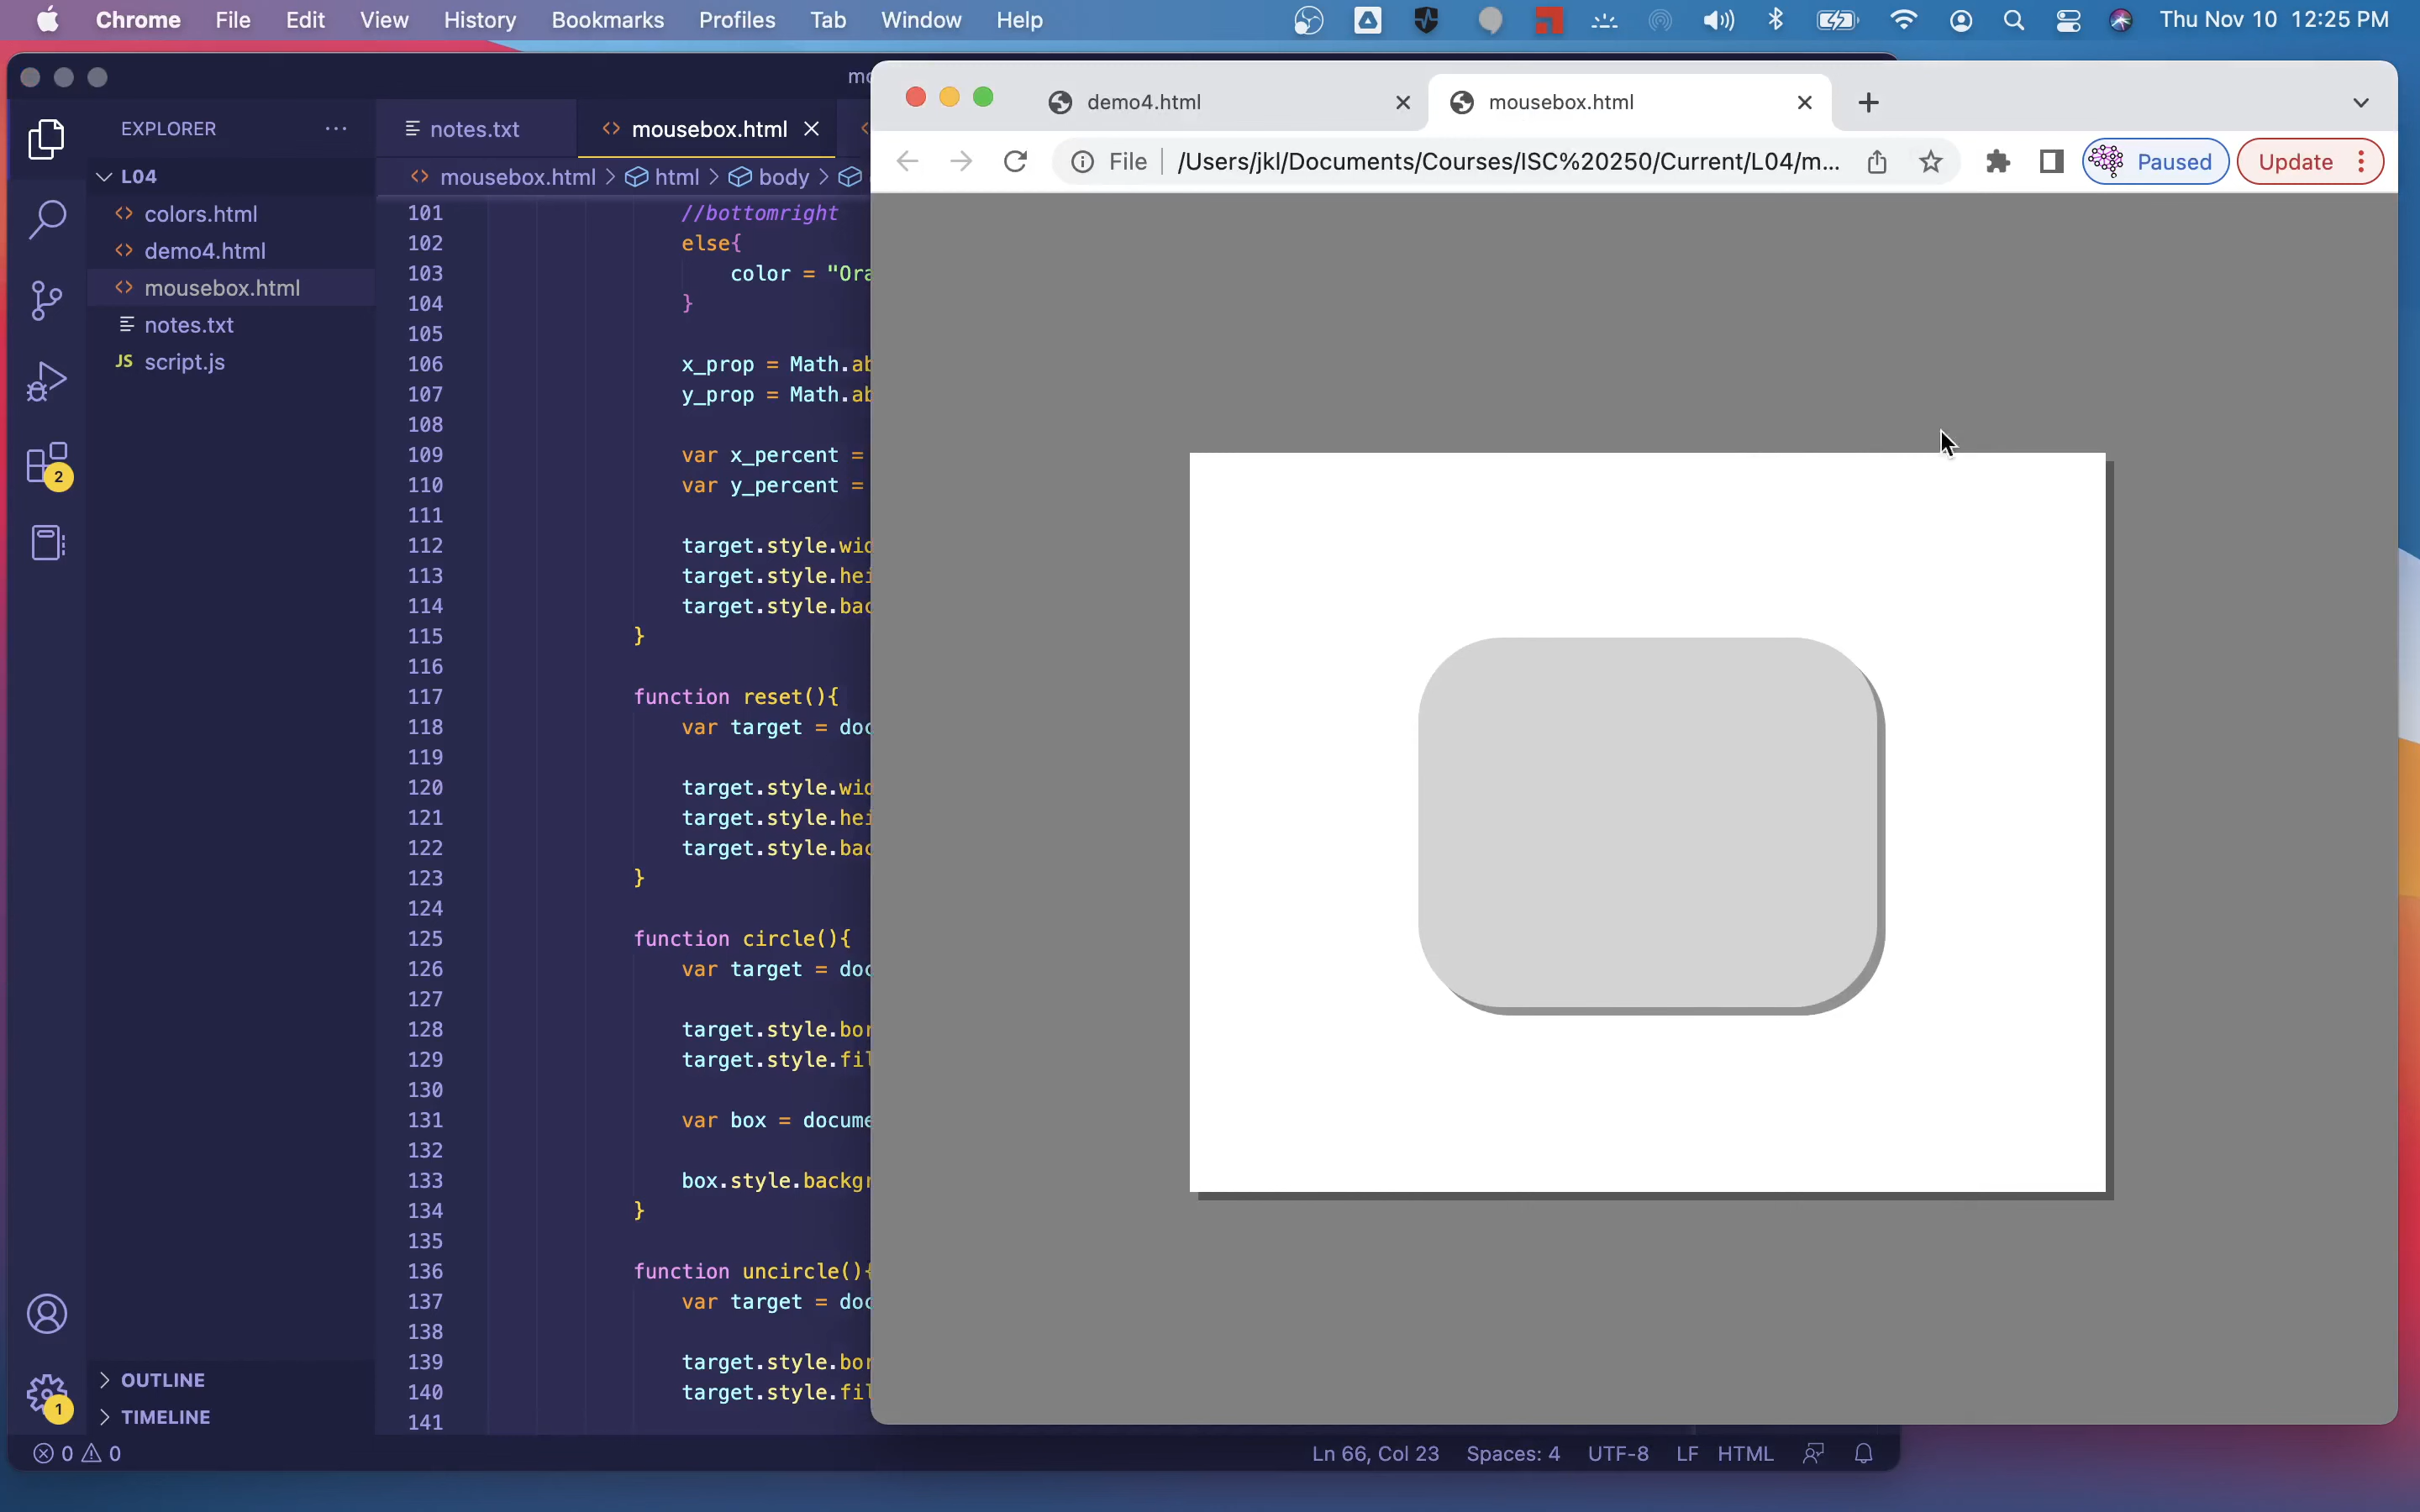 Chrome File Edit View History Bookmarks Profiles Tab Window Help Thu Nov 10 12:25 PM
EXPLORER ···
L04
colors.html
demo4.html
mousebox.html
notes.txt
JS script.js
2
1
OUTLINE
TIMELINE
notes.txt mousebox.html
mousebox.html > html > body >
101 //bottomright
102 else{
103 color = "Ora
104 }
105
106 x_prop = Math.ab
107 y_prop = Math.ab
108
109 var x_percent =
110 var y_percent =
111
112 target.style.wid
113 target.style.hei
114 target.style.bac
115 }
116
117 function reset(){
118 var target = doc
119
120 target.style.wid
121 target.style.hei
122 target.style.bac
123 }
124
125 function circle(){
126 var target = doc
127
128 target.style.bor
129 target.style.fil
130
131 var box = docume
132
133 box.style.backgr
134 }
135
136 function uncircle(){
137 var target = doc
138
139 target.style.bor
140 target.style.fil
141
0 0 Ln 66, Col 23 Spaces: 4 UTF-8 LF HTML
demo4.html mousebox.html
File /Users/jkl/Documents/Courses/ISC%20250/Current/L04/m... Paused Update